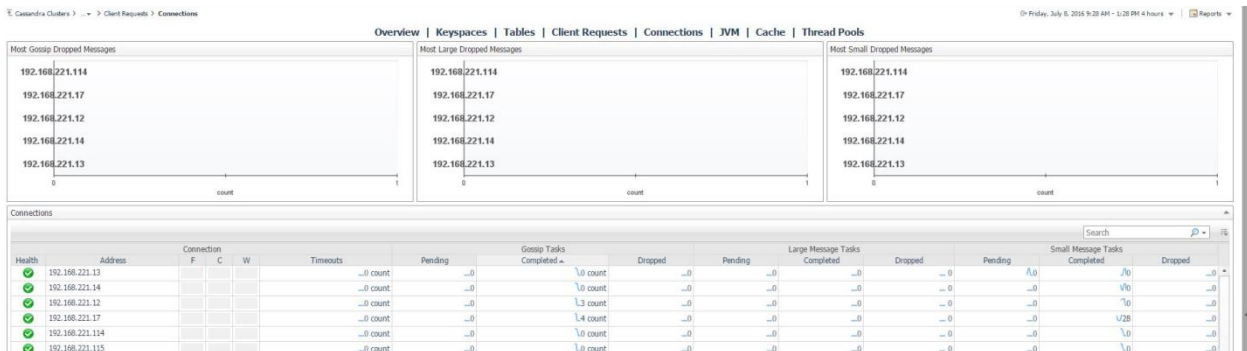 Cassandra Clusters > ... > Client Requests > Connections
Friday, July 8, 2016 9:28 AM - 1:28 PM 4 hours | Reports
Overview | Keyspaces | Tables | Client Requests | Connections | JVM | Cache | Thread Pools
Most Gossip Dropped Messages
192.168.221.114
192.168.221.17
192.168.221.12
192.168.221.14
192.168.221.13
0 1
count
Most Large Dropped Messages
192.168.221.114
192.168.221.17
192.168.221.12
192.168.221.14
192.168.221.13
0 1
count
Most Small Dropped Messages
192.168.221.114
192.168.221.17
192.168.221.12
192.168.221.14
192.168.221.13
0 1
count
Connections
Search
Connection Gossip Tasks Large Message Tasks Small Message Tasks
Health Address F C W Timeouts Pending Completed Dropped Pending Completed Dropped Pending Completed Dropped
192.168.221.13 0 count 0 0 count 0 0 0 0 0 0 0
192.168.221.14 0 count 0 0 count 0 0 0 0 0 0 0
192.168.221.12 0 count 0 3 count 0 0 0 0 0 0 0
192.168.221.17 0 count 0 4 count 0 0 0 0 0 28 0
192.168.221.114 0 count 0 0 count 0 0 0 0 0 0 0
192.168.221.115 0 count 0 0 count 0 0 0 0 0 0 0